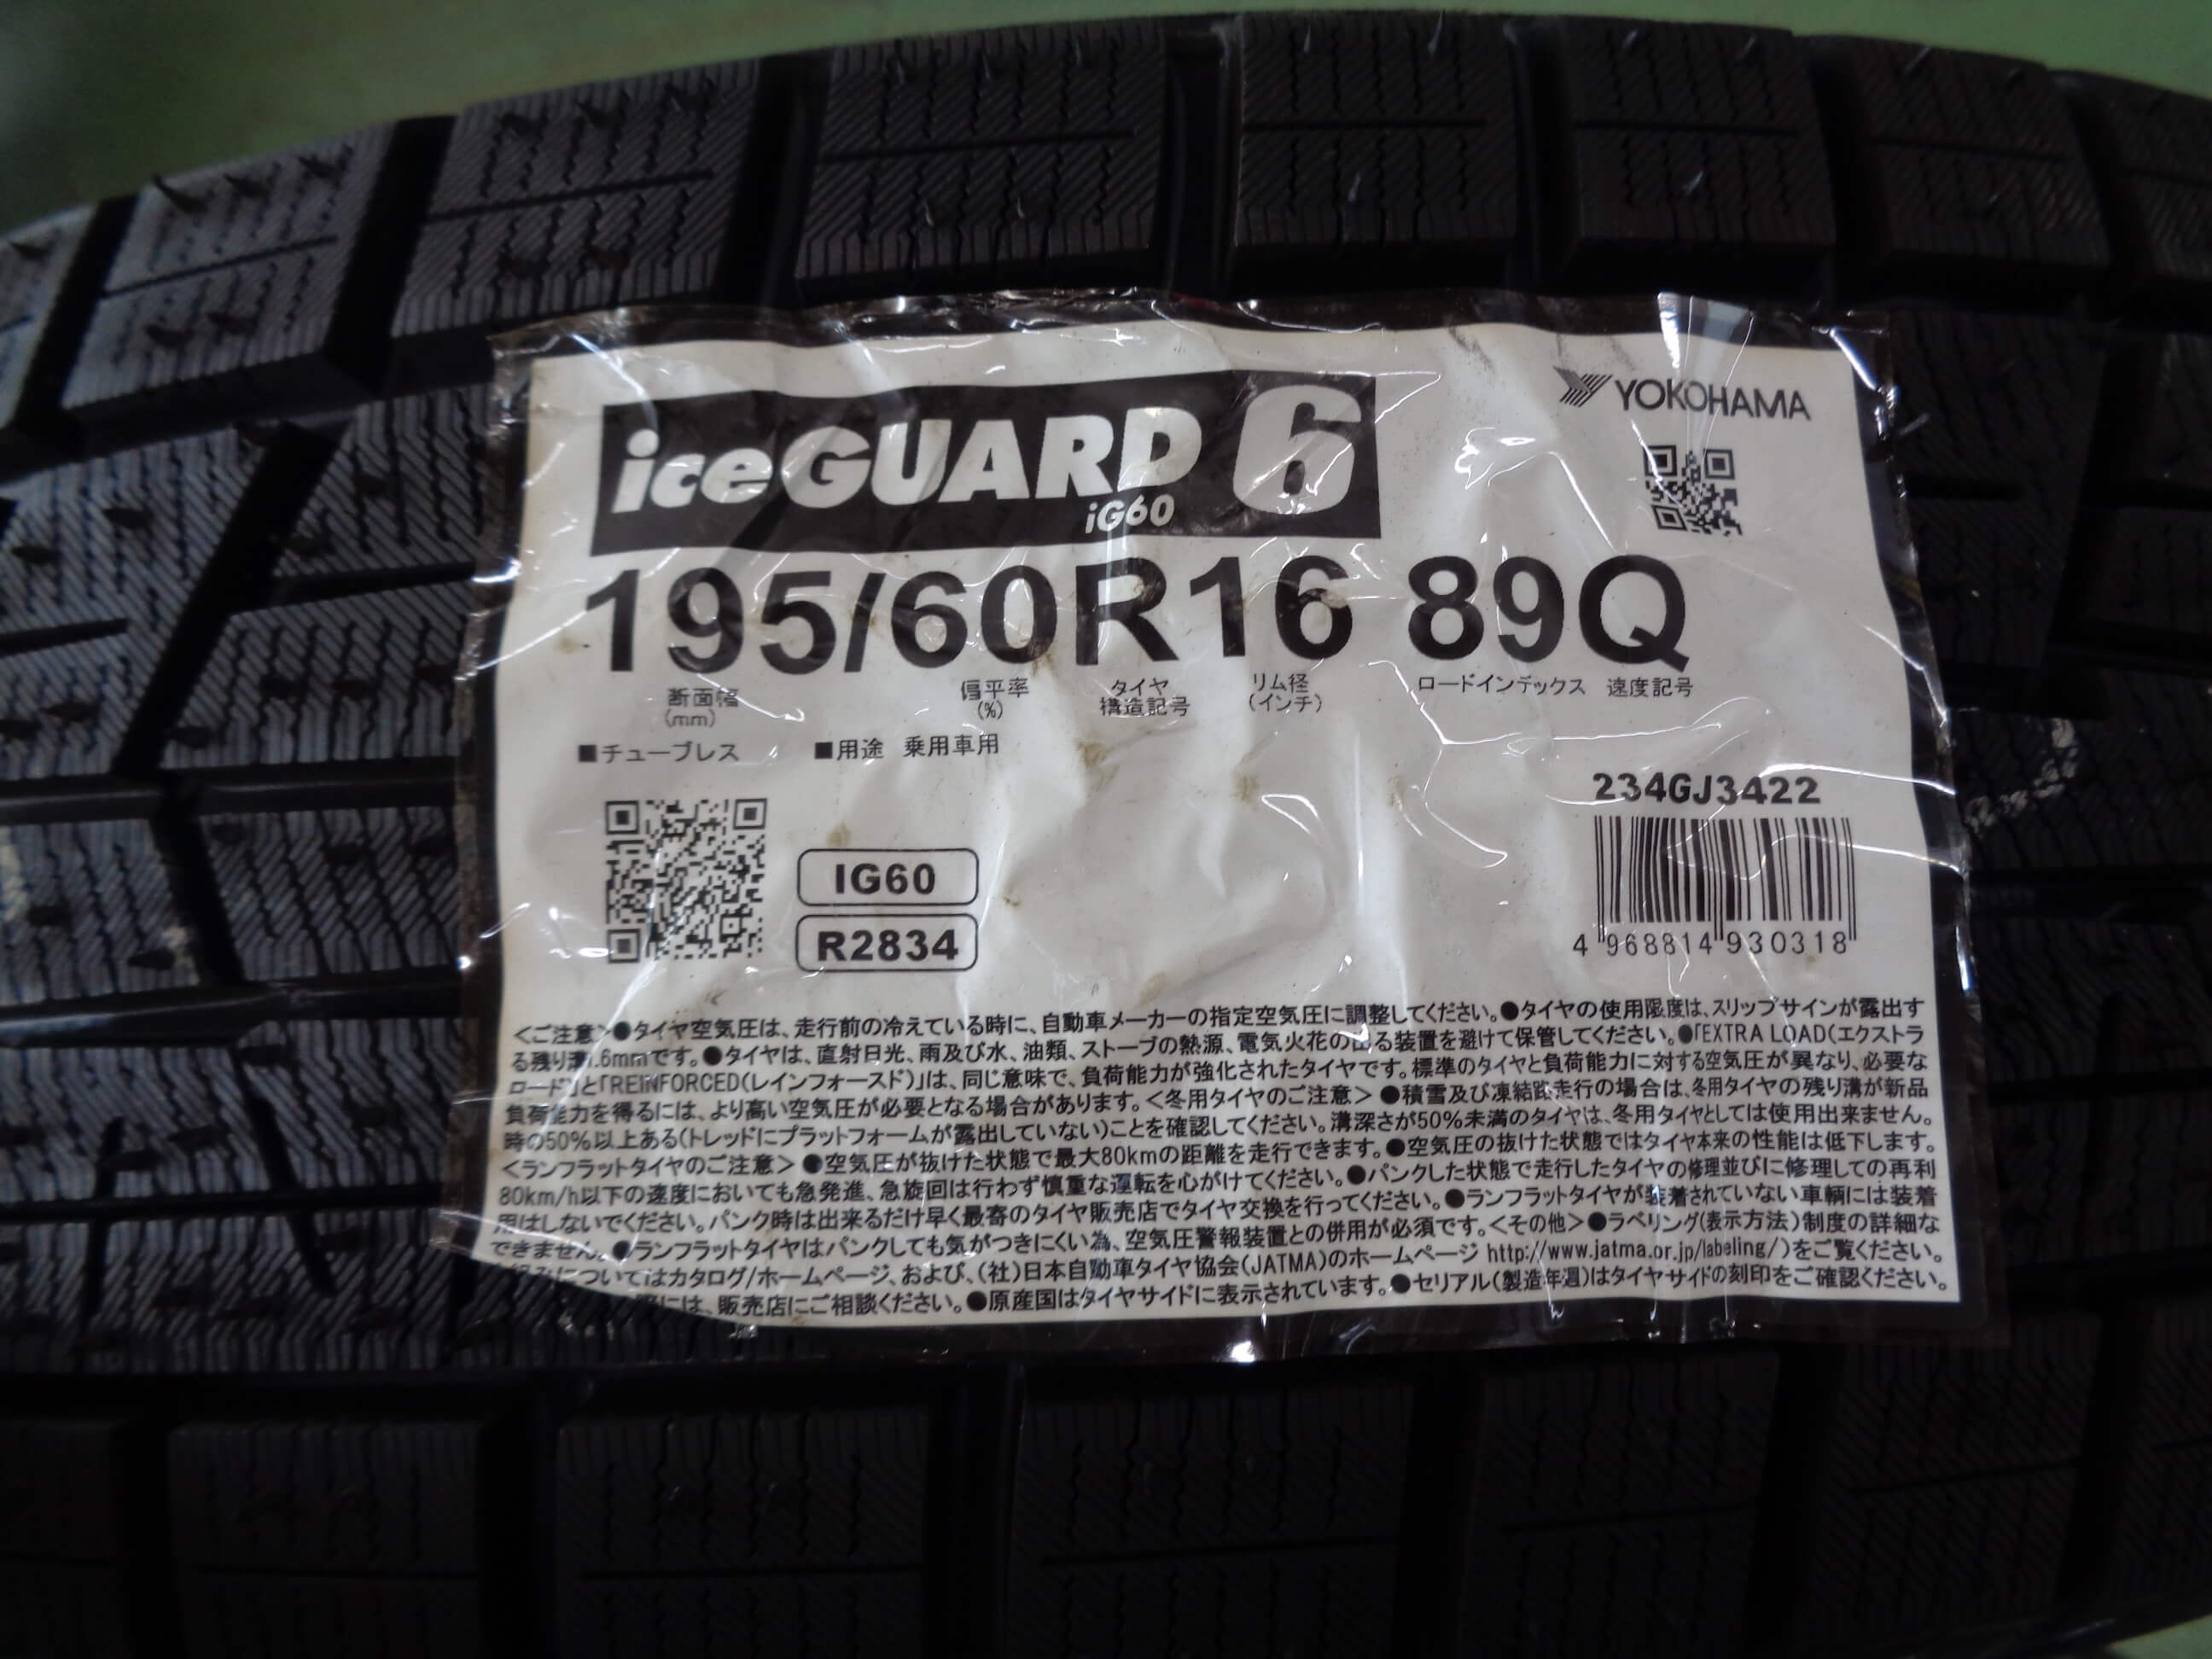 iceGUARD 6
iG60
YOKOHAMA
195/60R16 89Q
断面幅 偏平率 タイヤ リム径 ロードインデックス 速度記号
(mm) (%) 構造記号 (インチ)
■チューブレス ■用途 乗用車用
234GJ3422
IG60
R2834
4 968814 930318
<ご注意>●タイヤ空気圧は、走行前の冷えている時に、自動車メーカーの指定空気圧に調整してください。●タイヤの使用限度は、スリップサインが露出す
る残り溝1.6mmです。●タイヤは、直射日光、雨及び水、油類、ストーブの熱源、電気火花の出る装置を避けて保管してください。●「EXTRA LOAD(エクストラ
ロード)」と「REINFORCED(レインフォースド)」は、同じ意味で、負荷能力が強化されたタイヤです。標準のタイヤと負荷能力に対する空気圧が異なり、必要な
負荷能力を得るには、より高い空気圧が必要となる場合があります。<冬用タイヤのご注意> ●積雪及び凍結路走行の場合は、冬用タイヤの残り溝が新品
時の50%以上ある(トレッドにプラットフォームが露出していない)ことを確認してください。溝深さが50%未満のタイヤは、冬用タイヤとしては使用出来ません。
<ランフラットタイヤのご注意> ●空気圧が抜けた状態で最大80kmの距離を走行できます。●空気圧の抜けた状態ではタイヤ本来の性能は低下します。
80km/h以下の速度においても急発進、急旋回は行わず慎重な運転を心がけてください。●パンクした状態で走行したタイヤの修理並びに修理しての再利
用はしないでください。パンク時は出来るだけ早く最寄のタイヤ販売店でタイヤ交換を行ってください。●ランフラットタイヤが装着されていない車輌には装着
できません。●ランフラットタイヤはパンクしても気がつきにくい為、空気圧警報装置との併用が必須です。<その他>●ラベリング(表示方法)制度の詳細な
についてはカタログ/ホームページ、および、(社)日本自動車タイヤ協会(JATMA)のホームページ http://www.jatma.or.jp/labeling/)をご覧ください。
には、販売店にご相談ください。●原産国はタイヤサイドに表示されています。●セリアル(製造年週)はタイヤサイドの刻印をご確認ください。